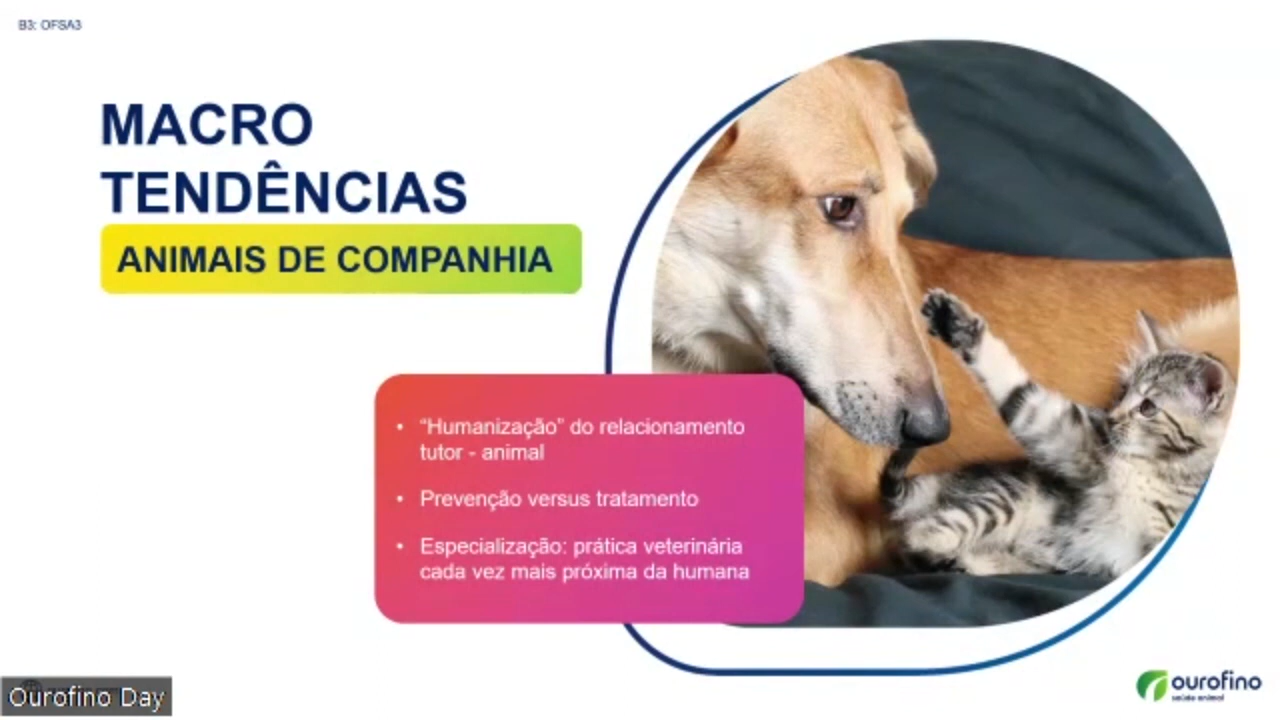 B3: OFSA3
MACRO
TENDÊNCIAS
ANIMAIS DE COMPANHIA
• “Humanização” do relacionamento
tutor - animal
• Prevenção versus tratamento
• Especialização: prática veterinária
cada vez mais próxima da humana
Ourofino Day
ourofino
saúde animal